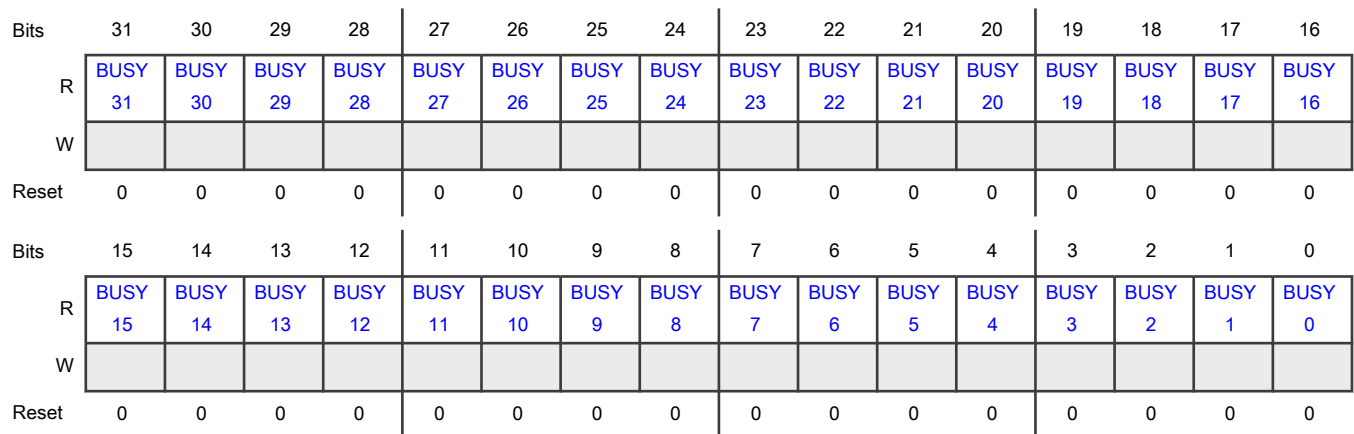 Bits 31 30 29 28 27 26 25 24 23 22 21 20 19 18 17 16
R BUSY BUSY BUSY BUSY BUSY BUSY BUSY BUSY BUSY BUSY BUSY BUSY BUSY BUSY BUSY BUSY
31 30 29 28 27 26 25 24 23 22 21 20 19 18 17 16
W
Reset 0 0 0 0 0 0 0 0 0 0 0 0 0 0 0 0
Bits 15 14 13 12 11 10 9 8 7 6 5 4 3 2 1 0
R BUSY BUSY BUSY BUSY BUSY BUSY BUSY BUSY BUSY BUSY BUSY BUSY BUSY BUSY BUSY BUSY
15 14 13 12 11 10 9 8 7 6 5 4 3 2 1 0
W
Reset 0 0 0 0 0 0 0 0 0 0 0 0 0 0 0 0